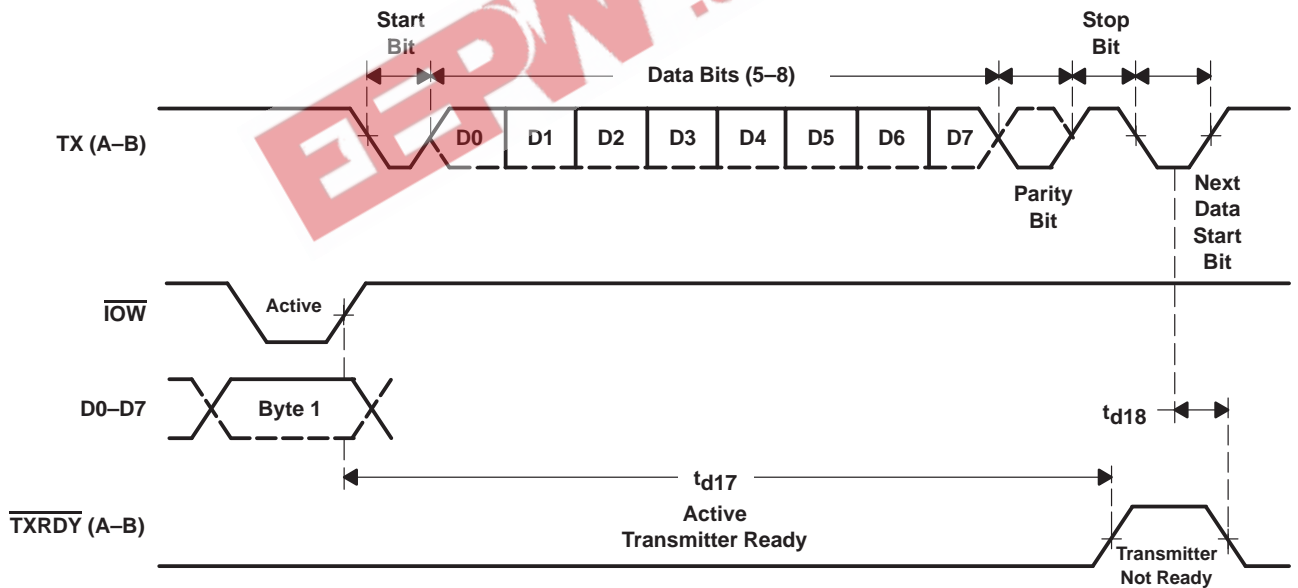 Start
Bit
Data Bits (5–8)
Stop
Bit
TX (A–B)
D0 D1 D2 D3 D4 D5 D6 D7
Parity
Bit
Next
Data
Start
Bit
IOW
Active
D0–D7
Byte 1
td18
td17
TXRDY (A–B)
Active
Transmitter Ready
Transmitter
Not Ready